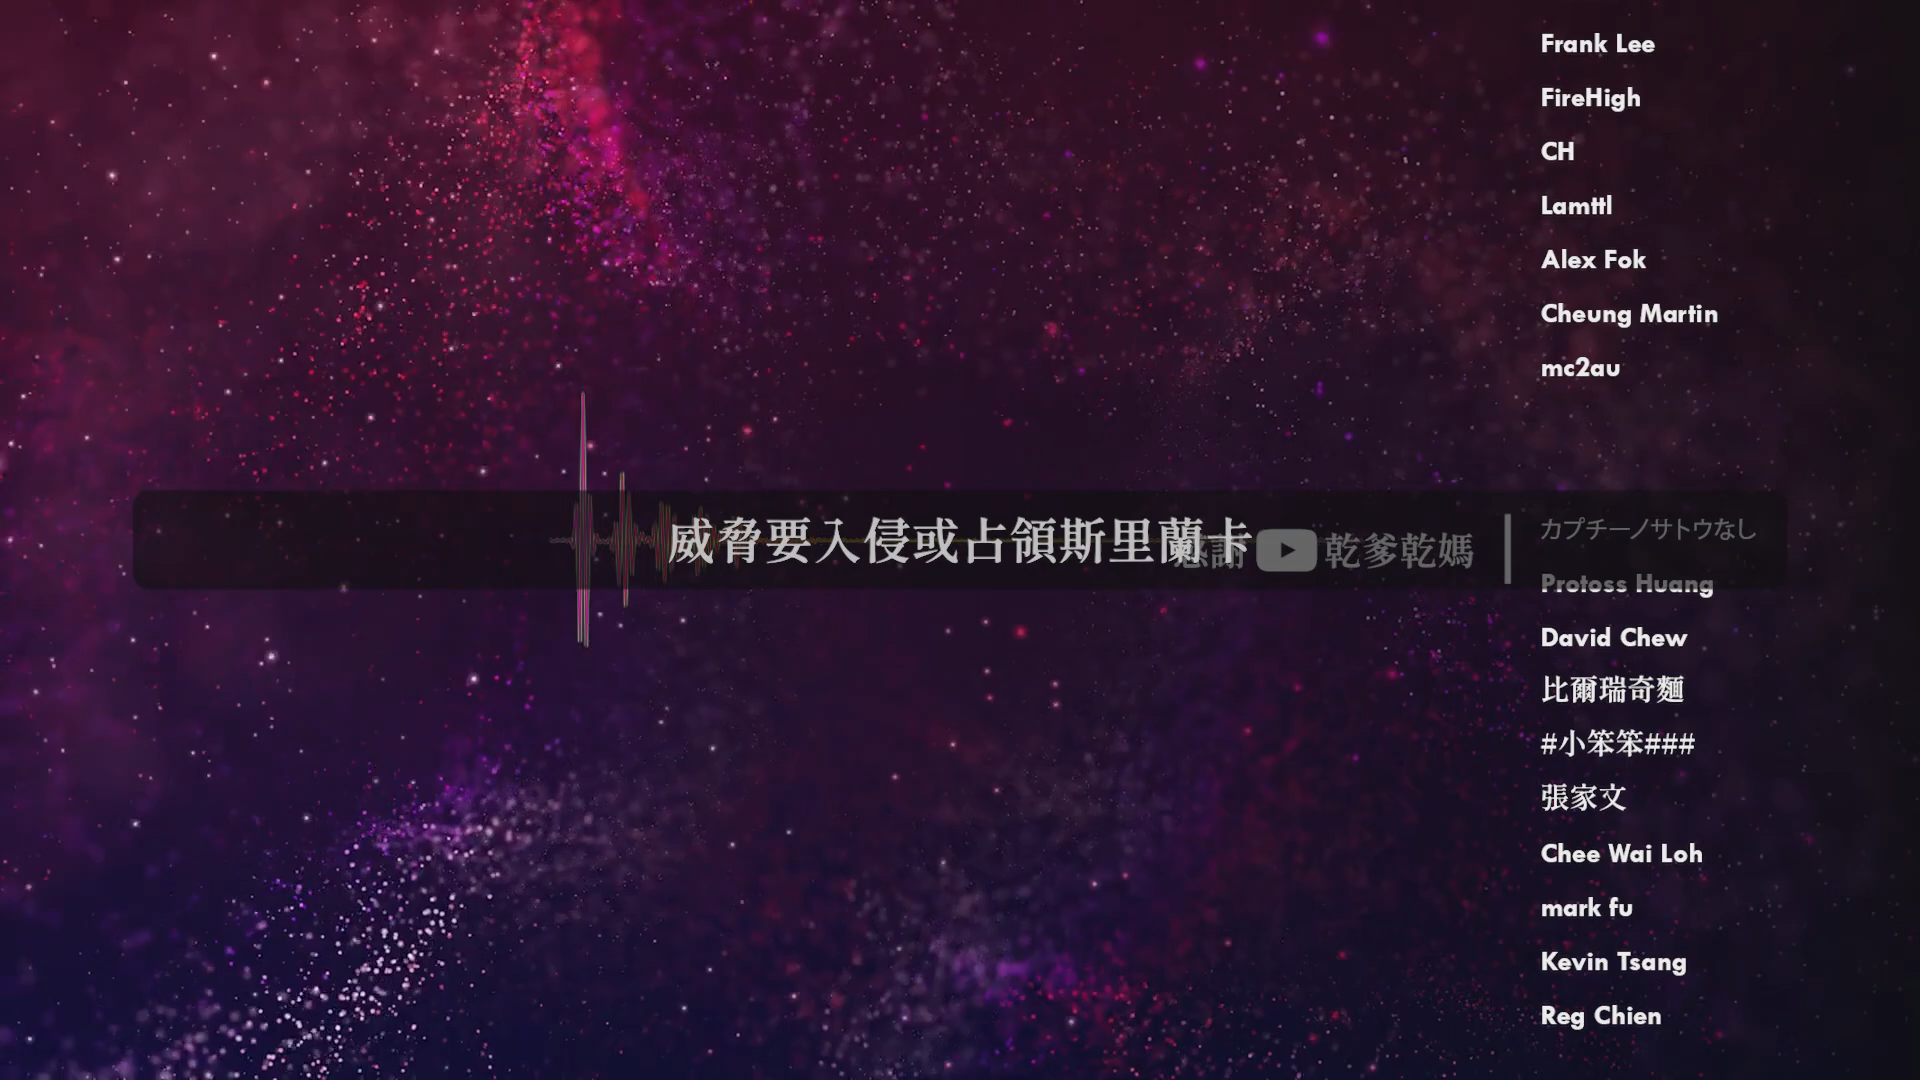 威脅要入侵或占領斯里蘭卡
感謝 乾爹乾媽
Frank Lee
FireHigh
CH
Lamttl
Alex Fok
Cheung Martin
mc2au
カプチーノサトウなし
Protoss Huang
David Chew
比爾瑞奇麵
#小笨笨###
張家文
Chee Wai Loh
mark fu
Kevin Tsang
Reg Chien